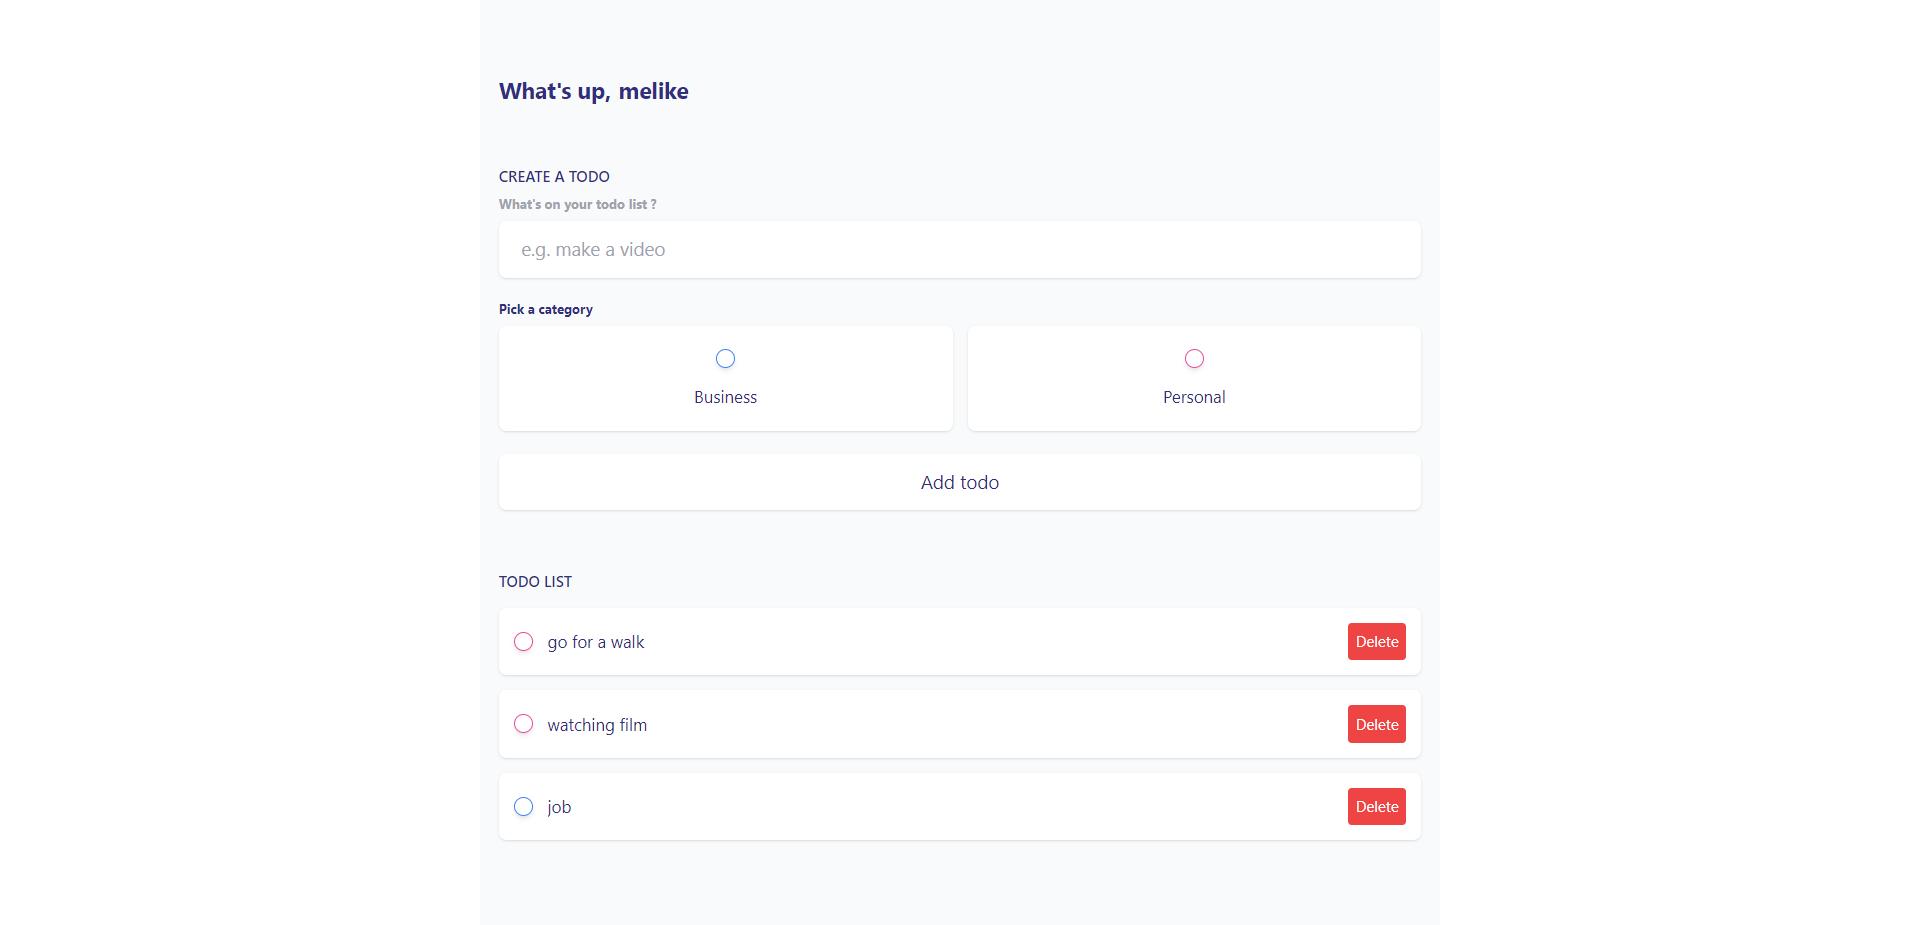 What's up, melike
CREATE A TODO
What's on your todo list ?
e.g. make a video
Pick a category
Business
Personal
Add todo
TODO LIST
go for a walk
Delete
watching film
Delete
job
Delete